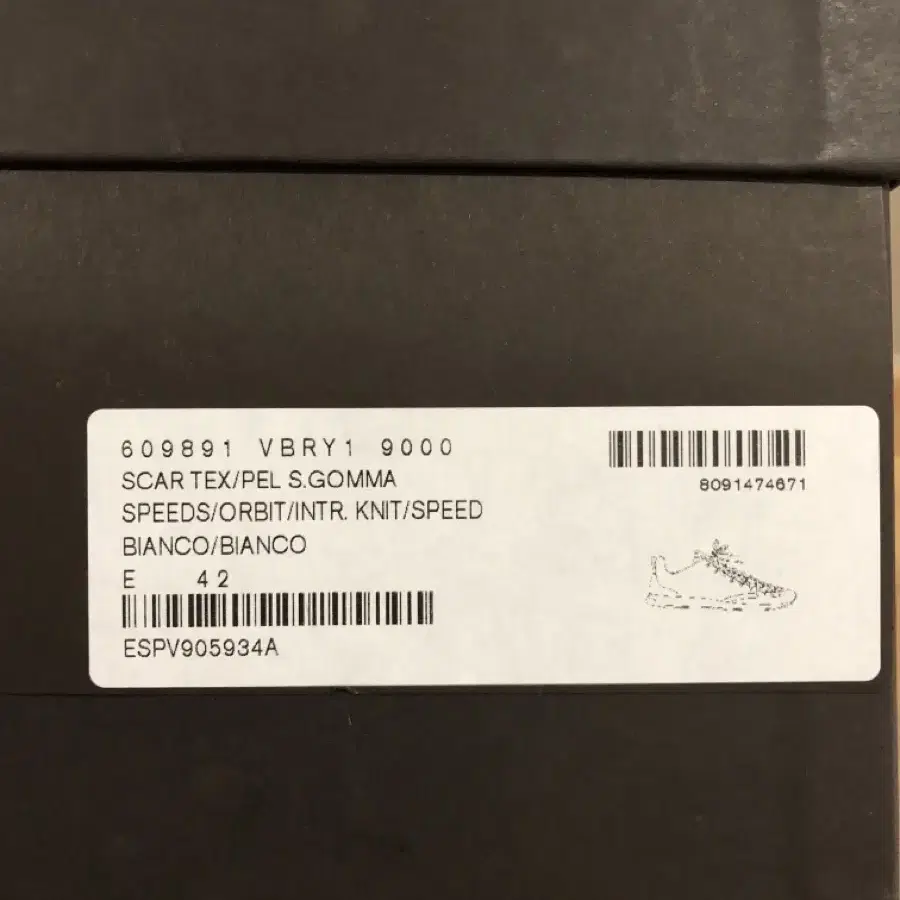 609891 VBRY1 9000
SCAR TEX/PEL S.GOMMA
SPEEDS/ORBIT/INTR. KNIT/SPEED
BIANCO/BIANCO
E 42
ESPV905934A
8091474671